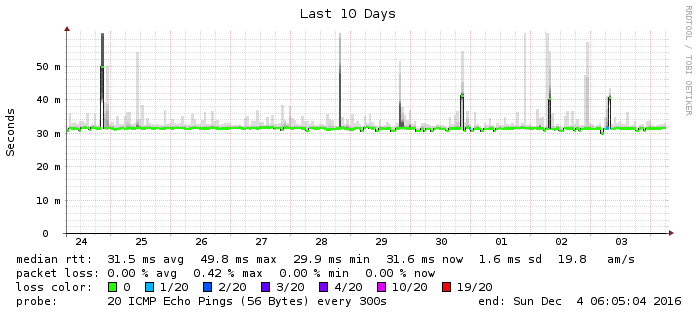 Last 10 Days
RRDTOOL / TOBI OETIKER
Seconds
50 m
40 m
30 m
20 m
10 m
0
24 25 26 27 28 29 30 01 02 03
median rtt: 31.5 ms avg 49.8 ms max 29.9 ms min 31.6 ms now 1.6 ms sd 19.8 am/s
packet loss: 0.00 % avg 0.42 % max 0.00 % min 0.00 % now
loss color: 0 1/20 2/20 3/20 4/20 10/20 19/20
probe: 20 ICMP Echo Pings (56 Bytes) every 300s end: Sun Dec 4 06:05:04 2016